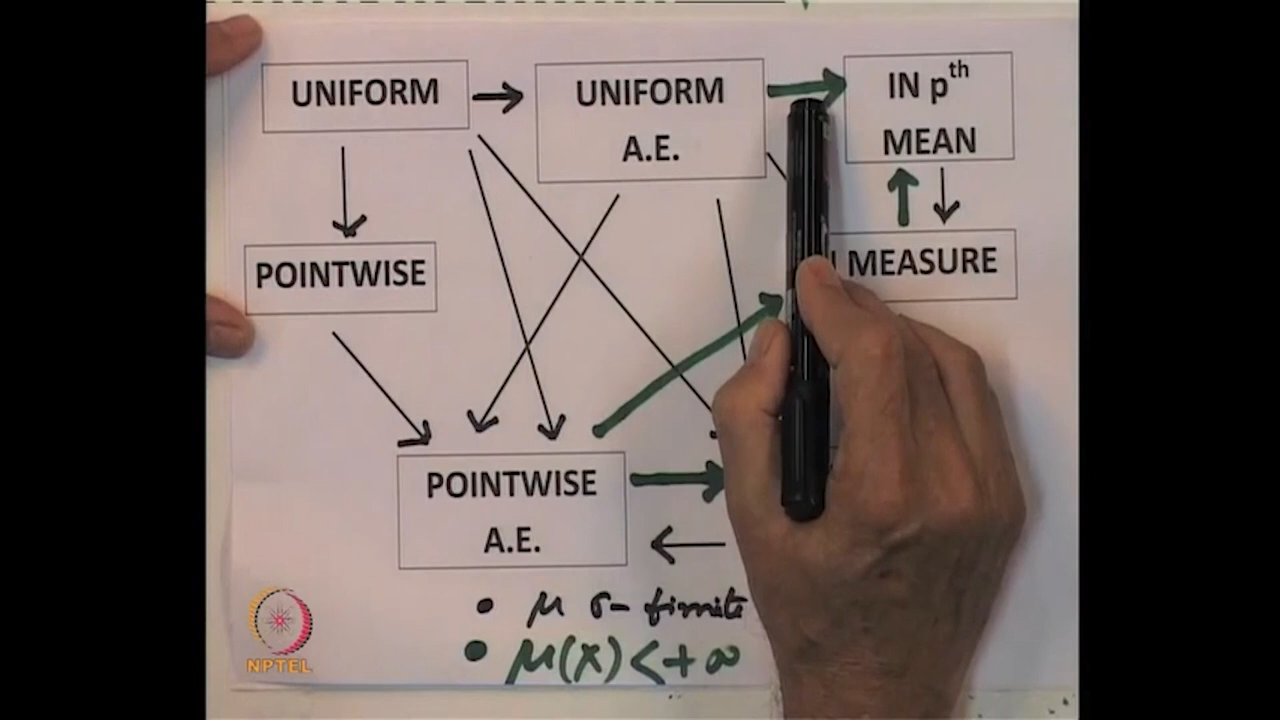 UNIFORM
UNIFORM
A.E.
IN pth
MEAN
POINTWISE
MEASURE
POINTWISE
A.E.
• μ σ- finite
• μ(X) < + ∞
NPTEL